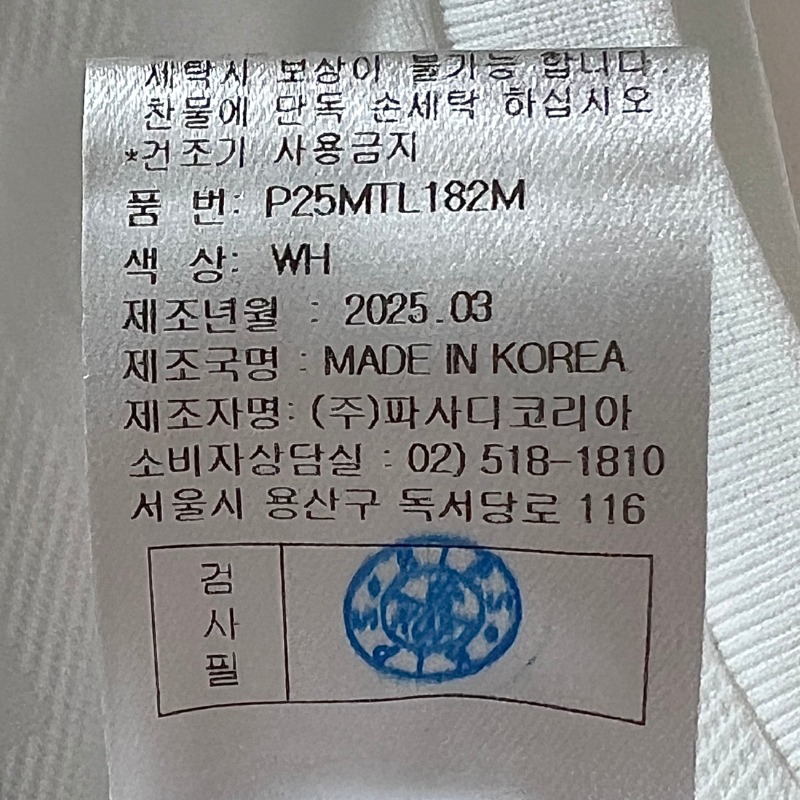 세탁시 보상이 불가능 합니다.
찬물에 단독 손세탁 하십시오
*건조기 사용금지
품 번: P25MTL182M
색 상: WH
제조년월 : 2025.03
제조국명 : MADE IN KOREA
제조자명: (주)파사디코리아
소비자상담실 : 02) 518-1810
서울시 용산구 독서당로 116
검
사
필